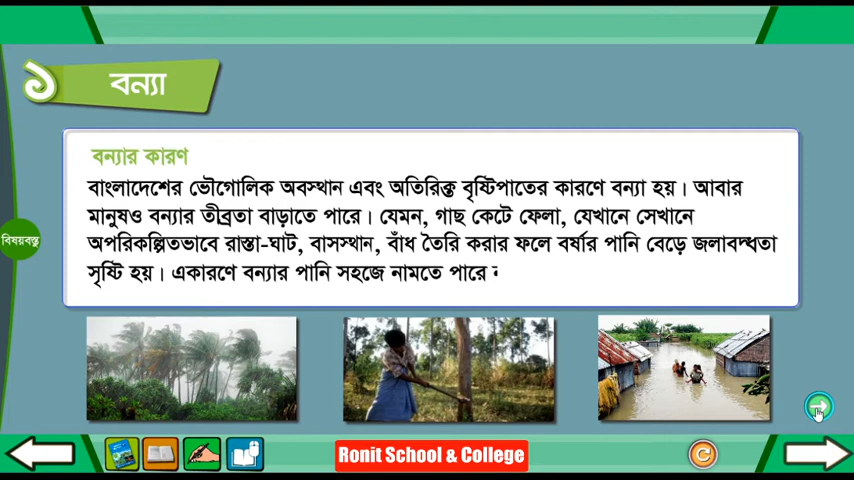 ১ বন্যা
বন্যার কারণ
বাংলাদেশের ভৌগোলিক অবস্থান এবং অতিরিক্ত বৃষ্টিপাতের কারণে বন্যা হয়। আবার
মানুষও বন্যার তীব্রতা বাড়াতে পারে। যেমন, গাছ কেটে ফেলা, যেখানে সেখানে
অপরিকল্পিতভাবে রাস্তা-ঘাট, বাসস্থান, বাঁধ তৈরি করার ফলে বর্ষার পানি বেড়ে জলাবদ্ধতা
সৃষ্টি হয়। একারণে বন্যার পানি সহজে নামতে পারে
বিষয়বস্তু
Ronit School & College